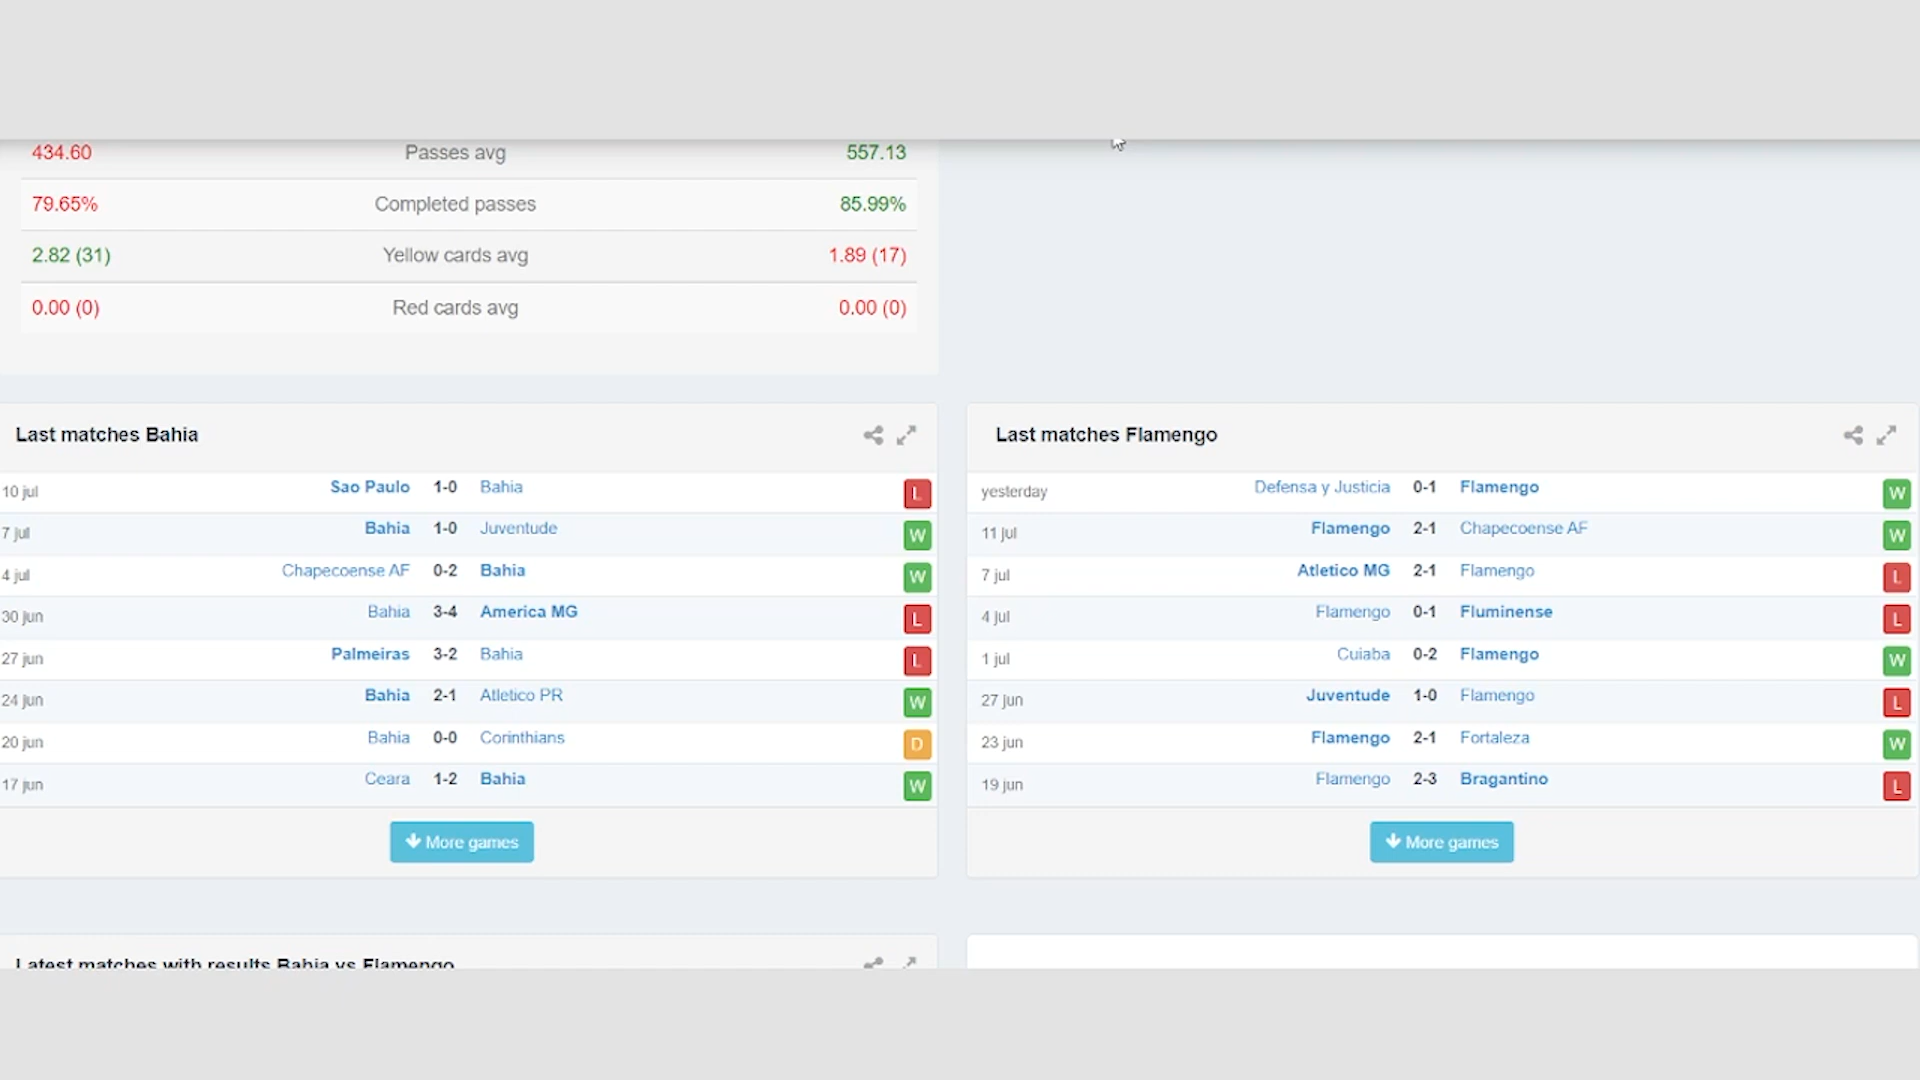 434.60 Passes avg 557.13
79.65% Completed passes 85.99%
2.82 (31) Yellow cards avg 1.89 (17)
0.00 (0) Red cards avg 0.00 (0)
Last matches Bahia
10 jul Sao Paulo 1-0 Bahia L
7 jul Bahia 1-0 Juventude W
4 jul Chapecoense AF 0-2 Bahia W
30 jun Bahia 3-4 America MG L
27 jun Palmeiras 3-2 Bahia L
24 jun Bahia 2-1 Atletico PR W
20 jun Bahia 0-0 Corinthians D
17 jun Ceara 1-2 Bahia W
More games
Last matches Flamengo
yesterday Defensa y Justicia 0-1 Flamengo W
11 jul Flamengo 2-1 Chapecoense AF W
7 jul Atletico MG 2-1 Flamengo L
4 jul Flamengo 0-1 Fluminense L
1 jul Cuiaba 0-2 Flamengo W
27 jun Juventude 1-0 Flamengo L
23 jun Flamengo 2-1 Fortaleza W
19 jun Flamengo 2-3 Bragantino L
More games
Latest matches with results Bahia vs Flamengo